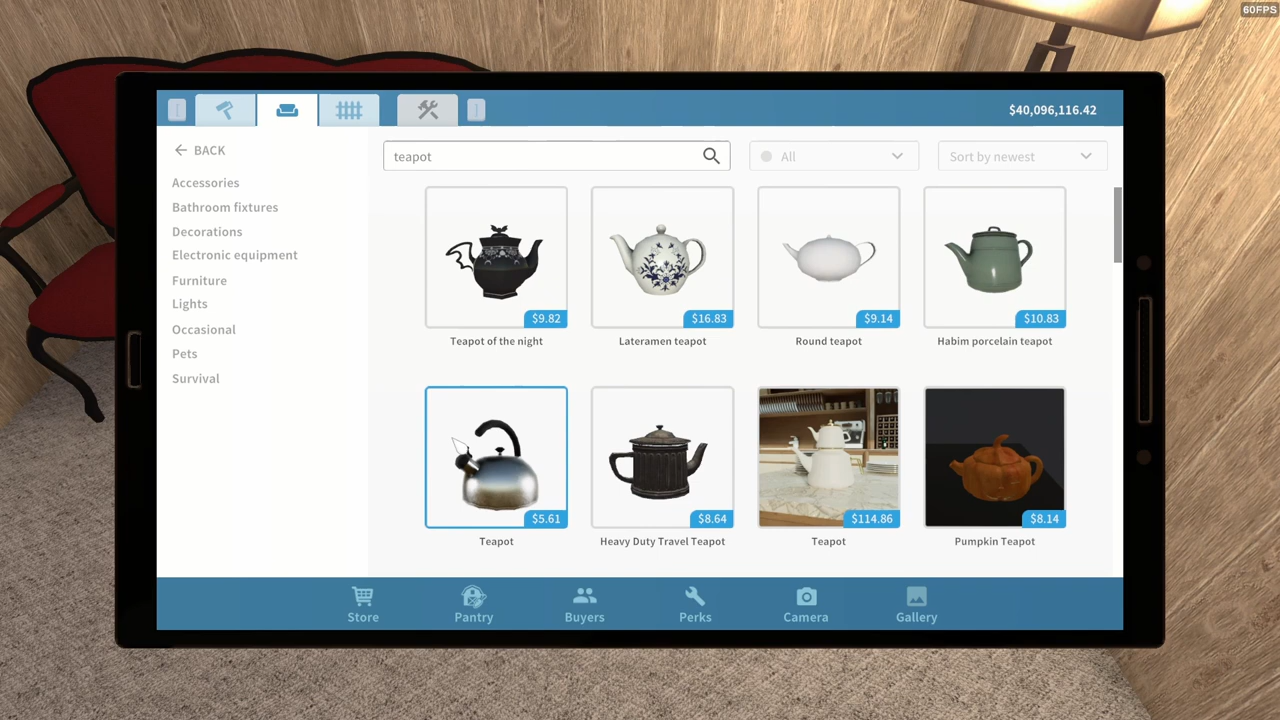 60FPS
$40,096,116.42
BACK
teapot
All
Sort by newest
Accessories
Bathroom fixtures
Decorations
Electronic equipment
Furniture
Lights
Occasional
Pets
Survival
$9.82
$16.83
$9.14
$10.83
Teapot of the night
Lateramen teapot
Round teapot
Habim porcelain teapot
$5.61
$8.64
$114.86
$8.14
Teapot
Heavy Duty Travel Teapot
Teapot
Pumpkin Teapot
Store
Pantry
Buyers
Perks
Camera
Gallery